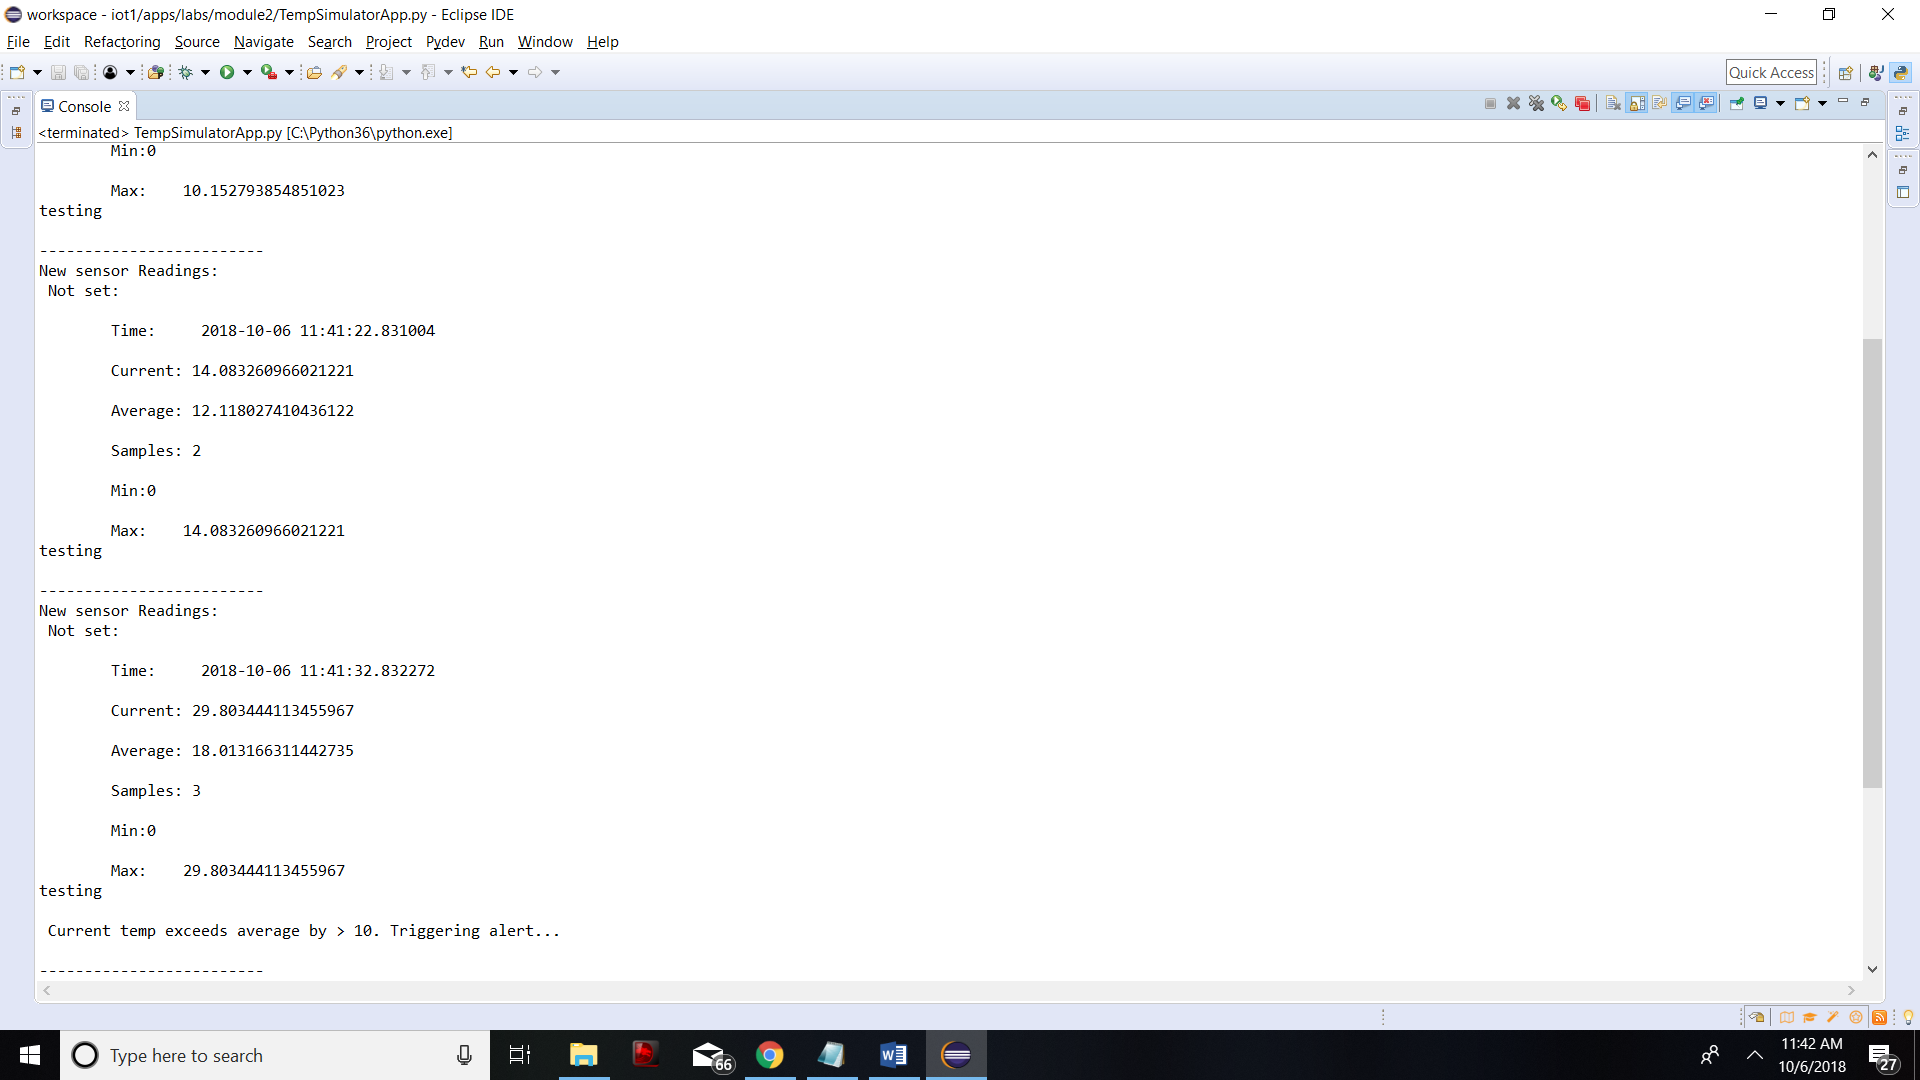 workspace - iot1/apps/labs/module2/TempSimulatorApp.py - Eclipse IDE
File Edit Refactoring Source Navigate Search Project Pydev Run Window Help
Quick Access
Console
<terminated> TempSimulatorApp.py [C:\Python36\python.exe]
Min:0
Max: 10.152793854851023
testing
-------------------------
New sensor Readings:
Not set:
Time: 2018-10-06 11:41:22.831004
Current: 14.083260966021221
Average: 12.118027410436122
Samples: 2
Min:0
Max: 14.083260966021221
testing
-------------------------
New sensor Readings:
Not set:
Time: 2018-10-06 11:41:32.832272
Current: 29.803444113455967
Average: 18.013166311442735
Samples: 3
Min:0
Max: 29.803444113455967
testing
Current temp exceeds average by > 10. Triggering alert...
-------------------------
Type here to search
66
11:42 AM
10/6/2018
27